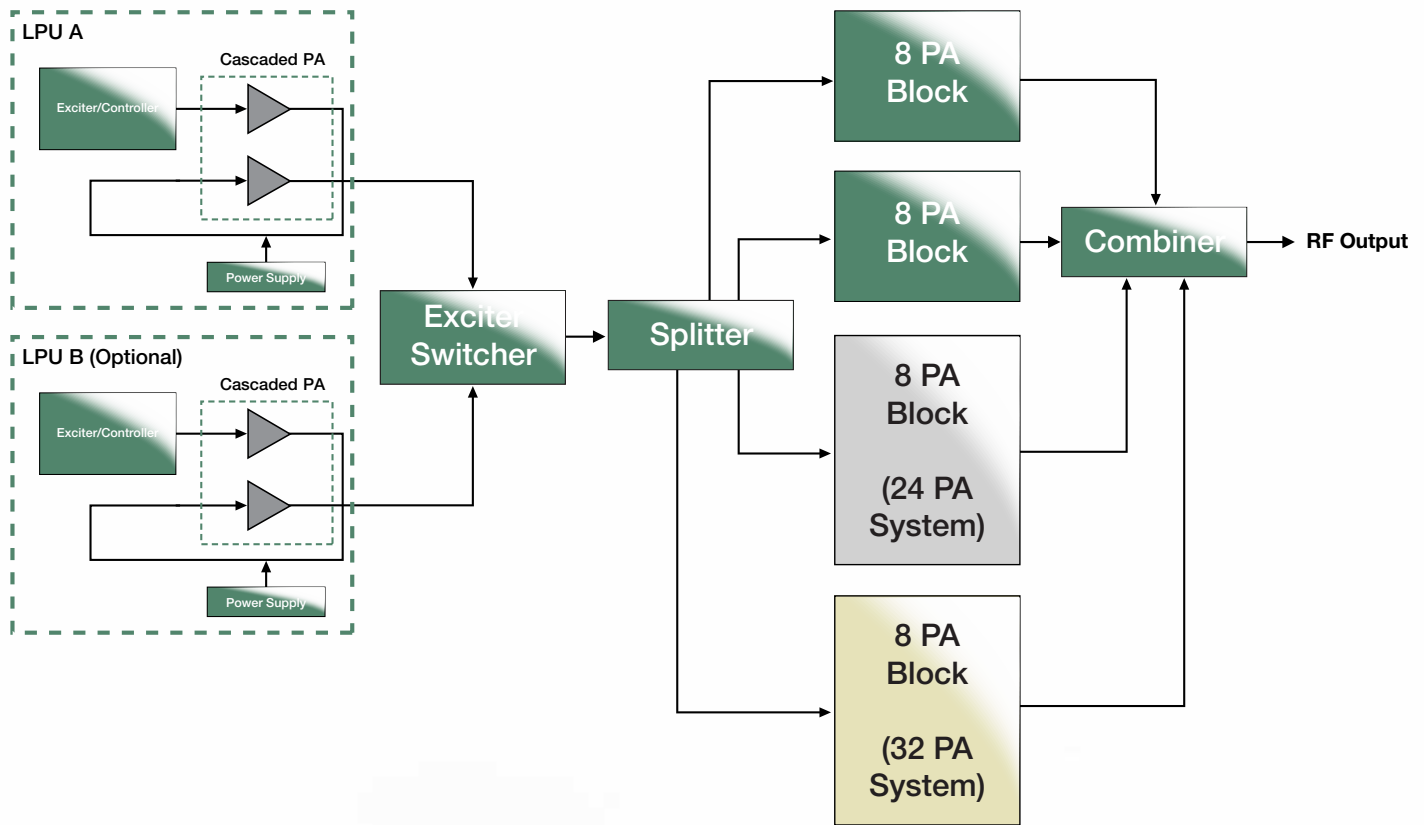 LPU A
Cascaded PA
Exciter/Controller
Power Supply
LPU B (Optional)
Cascaded PA
Exciter/Controller
Power Supply
Exciter
Switcher
Splitter
8 PA
Block
8 PA
Block
8 PA
Block
(24 PA
System)
8 PA
Block
(32 PA
System)
Combiner
RF Output